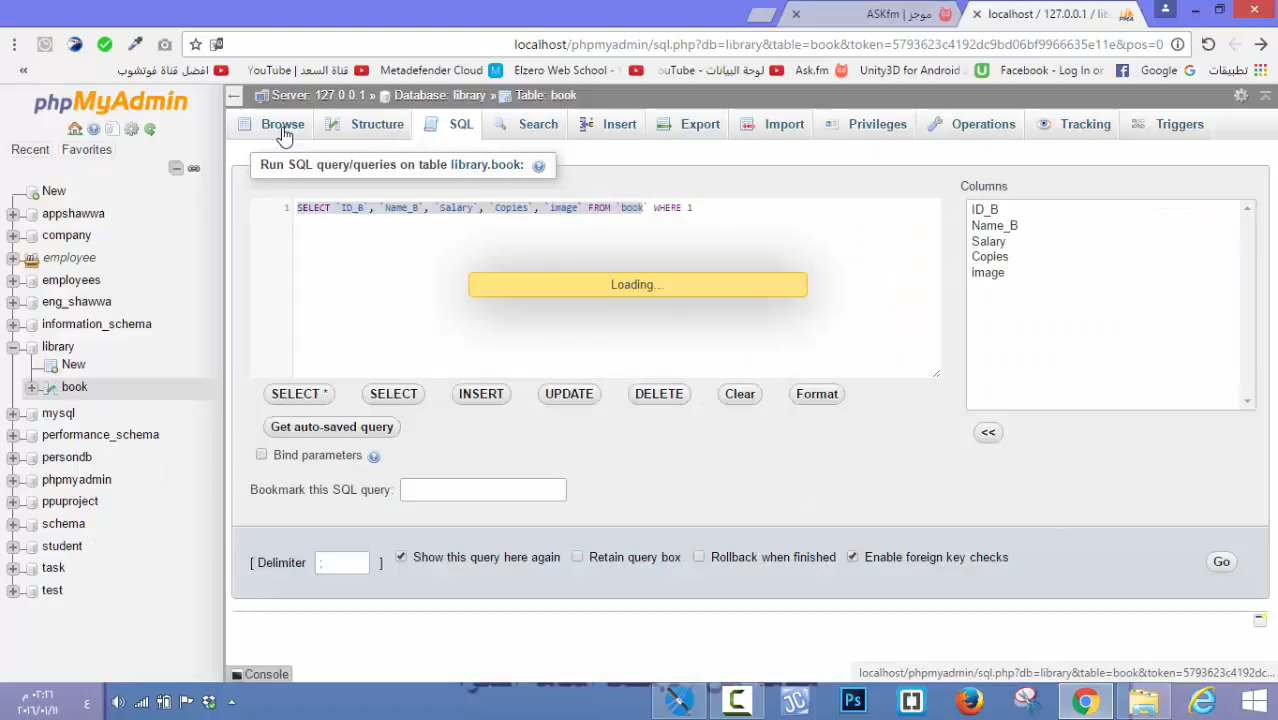 موجز | ASKfm
localhost / 127.0.0.1 / lib
localhost/phpmyadmin/sql.php?db=library&table=book&token=5793623c4192dc9bd06bf9966635e11e&pos=0
«
افضل قناة فوتشوب
YouTube | قناة السعد
Metadefender Cloud
Elzero Web School -
ouTube - لوحة البيانات
Ask.fm
Unity3D for Android
Facebook - Log In or
Google
تطبيقات
phpMyAdmin
Recent
Favorites
New
appshawwa
company
employee
employees
eng_shawwa
information_schema
library
New
book
mysql
performance_schema
persondb
phpmyadmin
ppuproject
schema
student
task
test
Server: 127.0.0.1 » Database: library » Table: book
Browse
Structure
SQL
Search
Insert
Export
Import
Privileges
Operations
Tracking
Triggers
Run SQL query/queries on table library.book:
1 SELECT `ID_B`, `Name_B`, `Salary`, `Copies`, `image` FROM `book` WHERE 1
Loading...
Columns
ID_B
Name_B
Salary
Copies
image
<<
SELECT *
SELECT
INSERT
UPDATE
DELETE
Clear
Format
Get auto-saved query
Bind parameters
Bookmark this SQL query:
[ Delimiter ; ]
Show this query here again
Retain query box
Rollback when finished
Enable foreign key checks
Go
Console
localhost/phpmyadmin/sql.php?db=library&table=book&token=5793623c4192dc...
Ps
ع